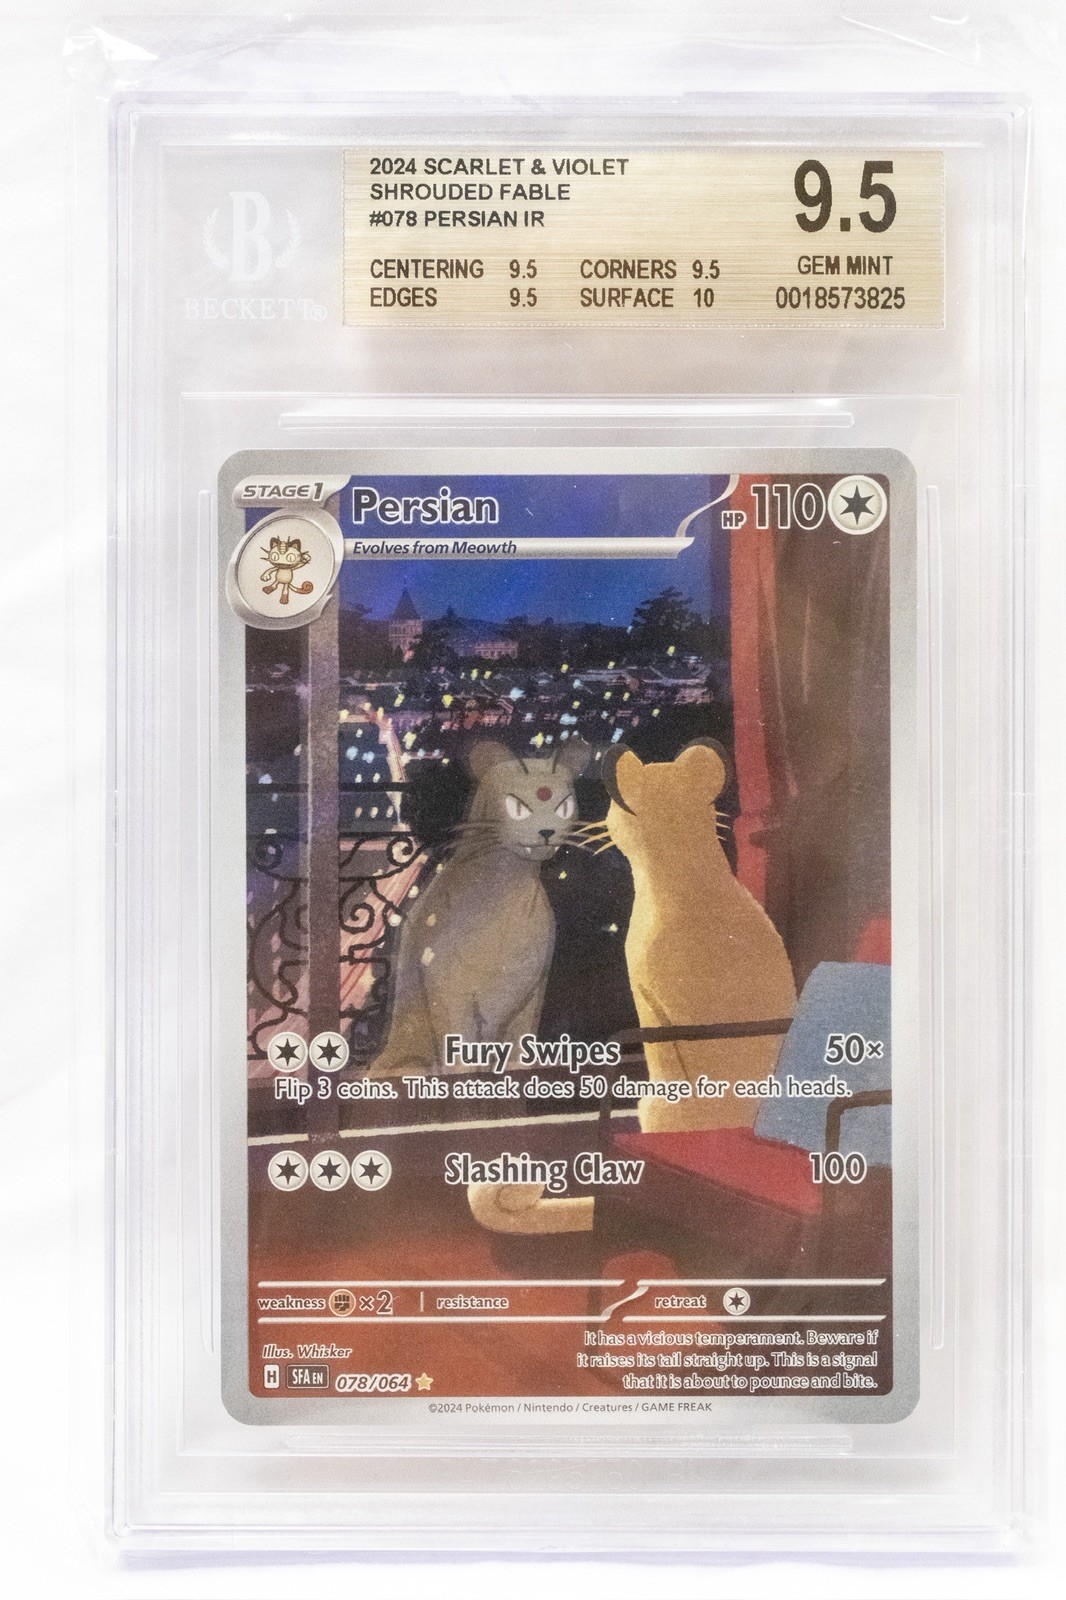 2024 SCARLET & VIOLET
SHROUDED FABLE
#078 PERSIAN IR
9.5
GEM MINT
0018573825
CENTERING 9.5 CORNERS 9.5
EDGES 9.5 SURFACE 10
B
BECKETT®
STAGE 1
Persian
HP 110
Evolves from Meowth
Fury Swipes 50×
Flip 3 coins. This attack does 50 damage for each heads.
Slashing Claw 100
weakness ×2 resistance retreat
Illus. Whisker
H SFA EN 078/064
It has a vicious temperament. Beware if
it raises its tail straight up. This is a signal
that it is about to pounce and bite.
©2024 Pokémon / Nintendo / Creatures / GAME FREAK